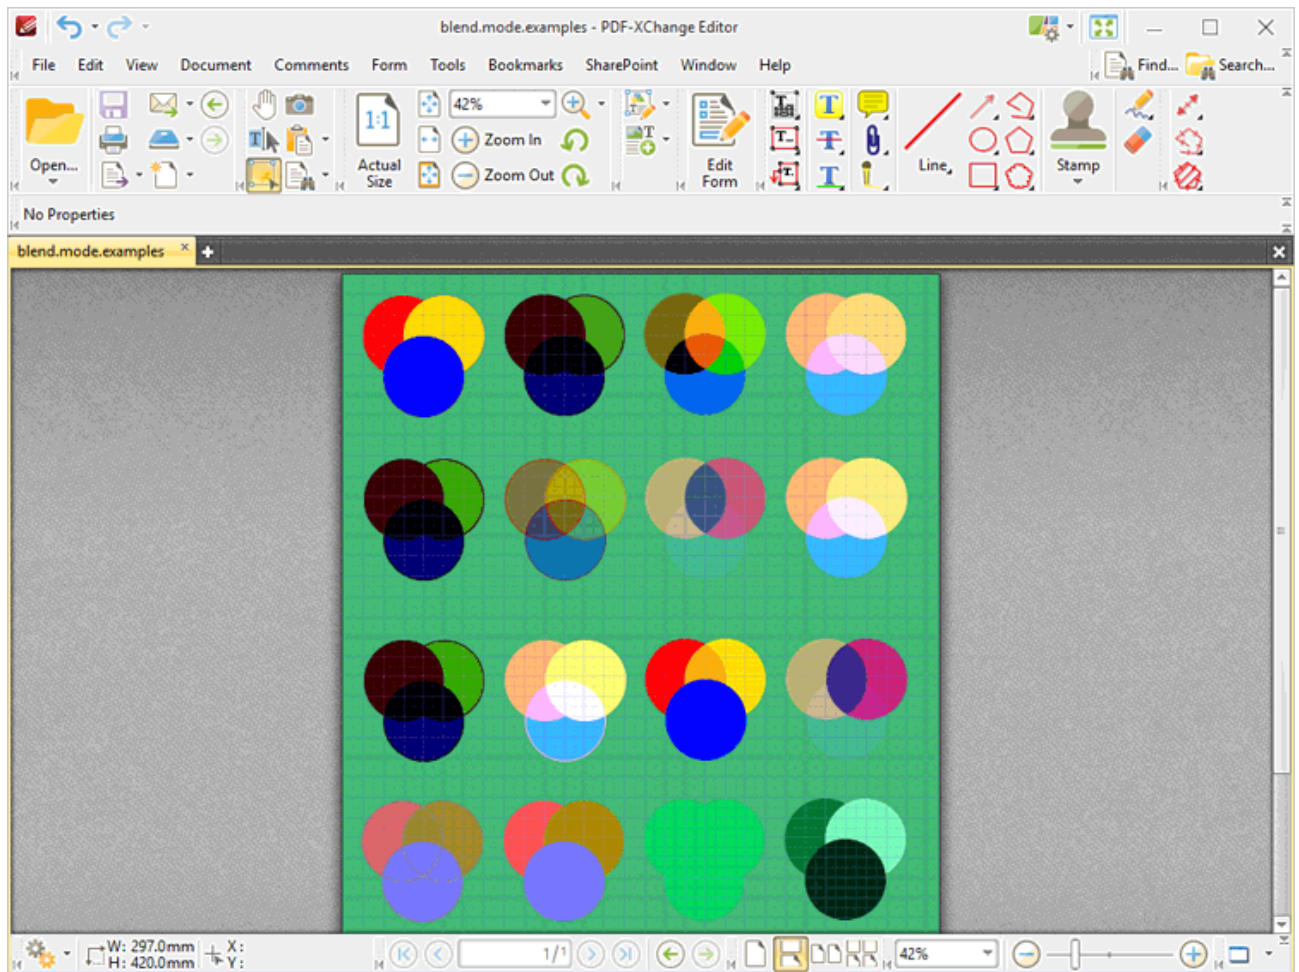 blend.mode.examples - PDF-XChange Editor
File Edit View Document Comments Form Tools Bookmarks SharePoint Window Help Find... Search...
Open...
1:1
Actual
Size
42%
Zoom In
Zoom Out
Edit
Form
Line
Stamp
No Properties
blend.mode.examples
W: 297.0mm
H: 420.0mm
X:
Y:
1/1
42%